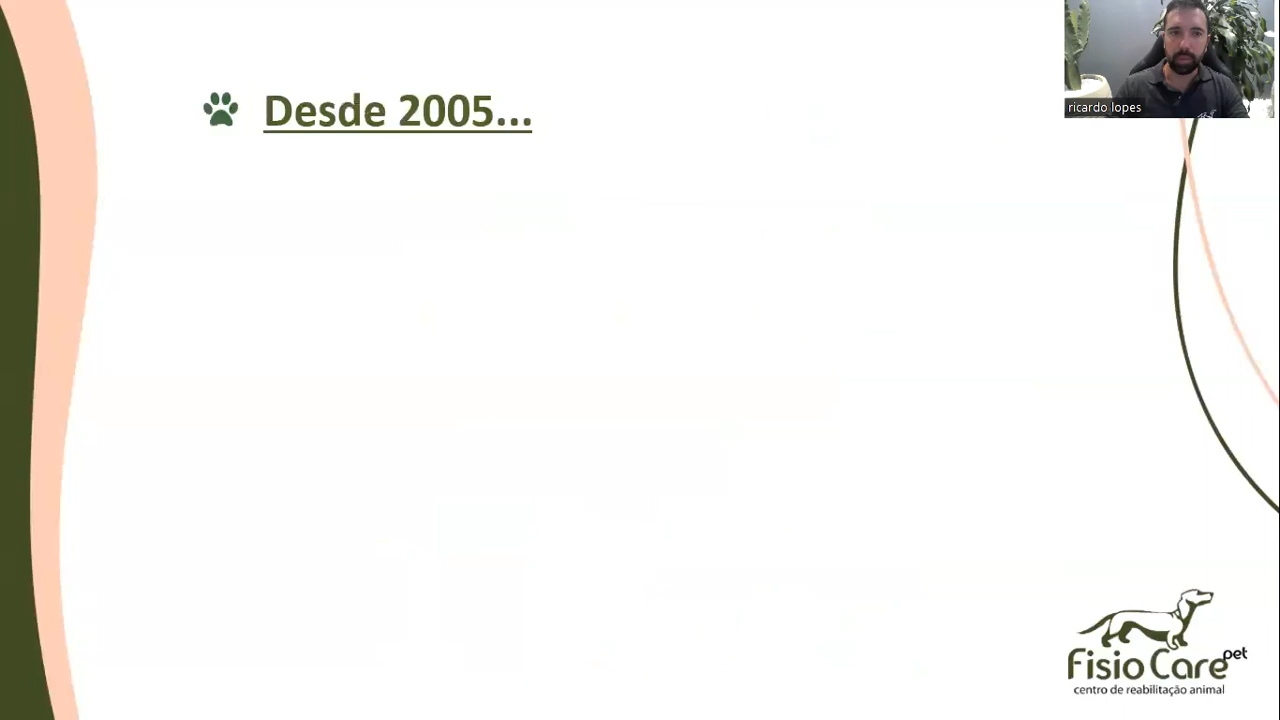 Desde 2005...
ricardo lopes
Fisio Care pet
centro de reabilitação animal